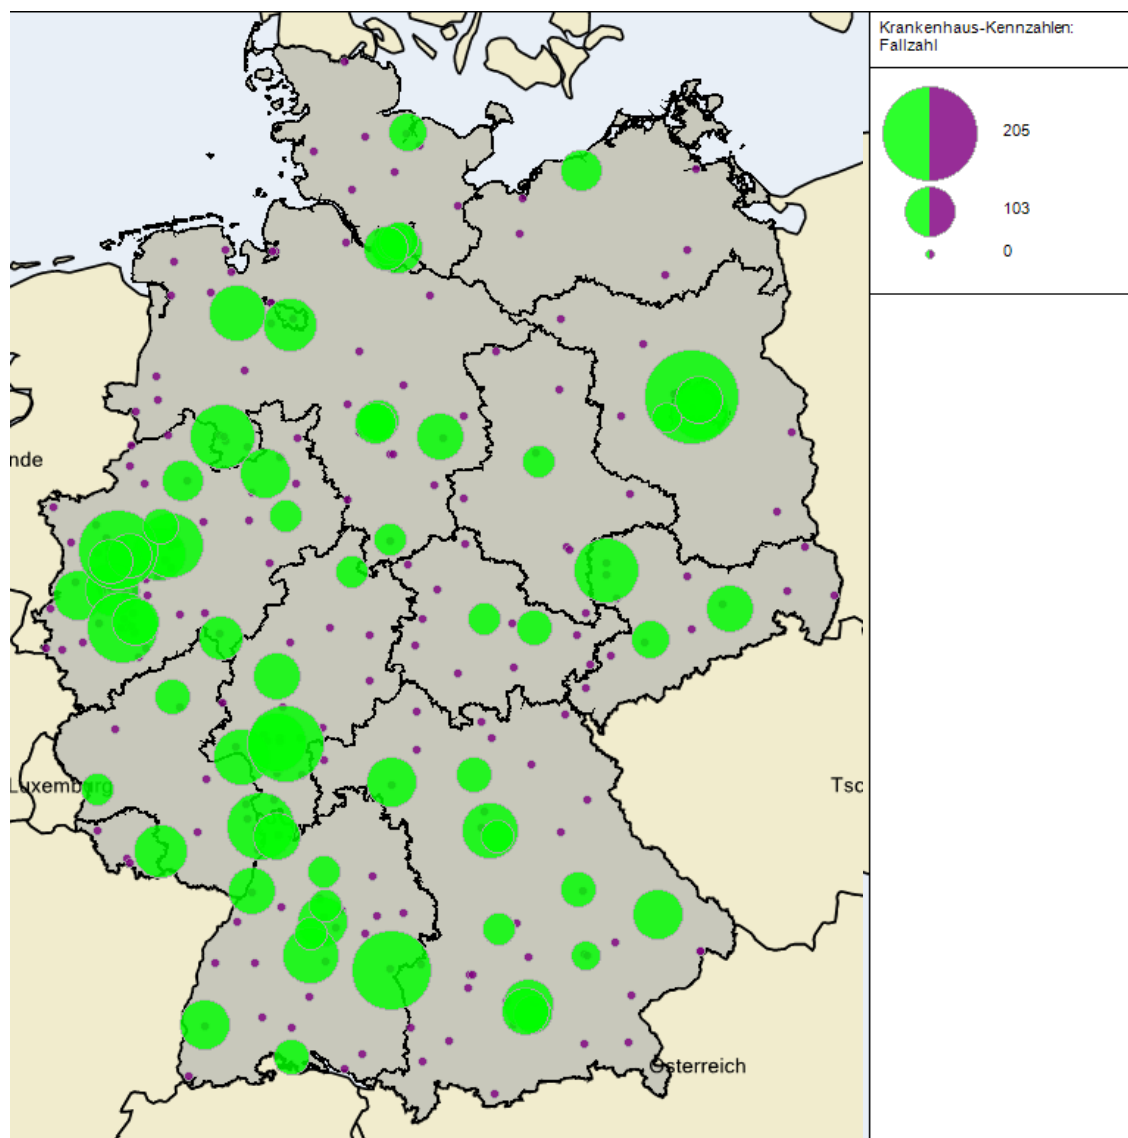 Krankenhaus-Kennzahlen:
Fallzahl
205
103
0
nde
Luxemburg
Tsc
Österreich